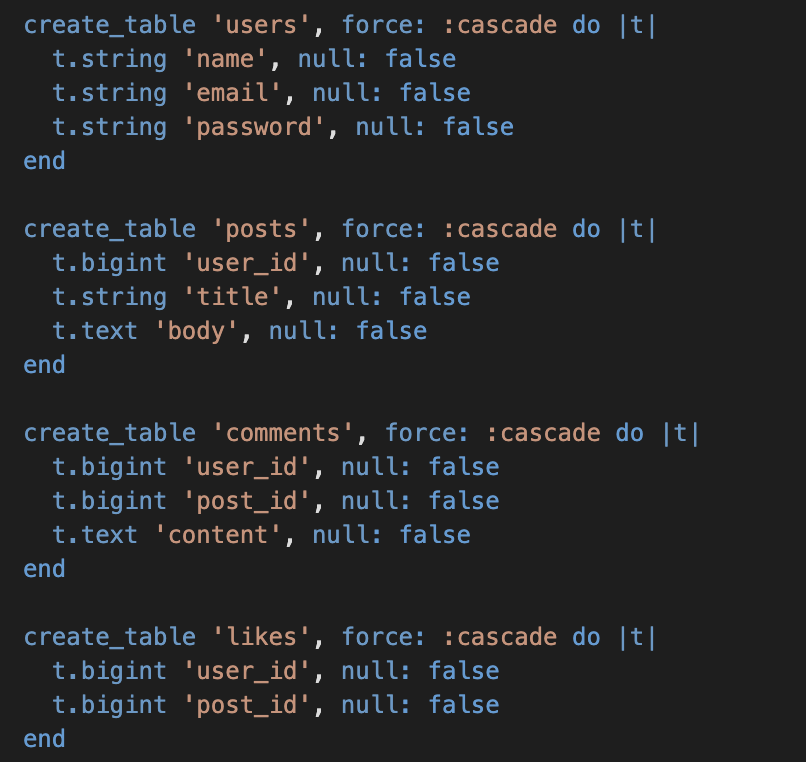 create_table 'users', force: :cascade do |t|
  t.string 'name', null: false
  t.string 'email', null: false
  t.string 'password', null: false
end

create_table 'posts', force: :cascade do |t|
  t.bigint 'user_id', null: false
  t.string 'title', null: false
  t.text 'body', null: false
end

create_table 'comments', force: :cascade do |t|
  t.bigint 'user_id', null: false
  t.bigint 'post_id', null: false
  t.text 'content', null: false
end

create_table 'likes', force: :cascade do |t|
  t.bigint 'user_id', null: false
  t.bigint 'post_id', null: false
end